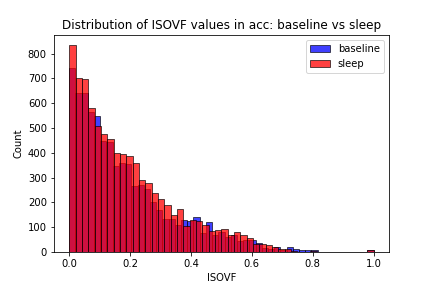 Distribution of ISOVF values in acc: baseline vs sleep
baseline
sleep
Count
800
700
600
500
400
300
200
100
0
0.0 0.2 0.4 0.6 0.8 1.0
ISOVF